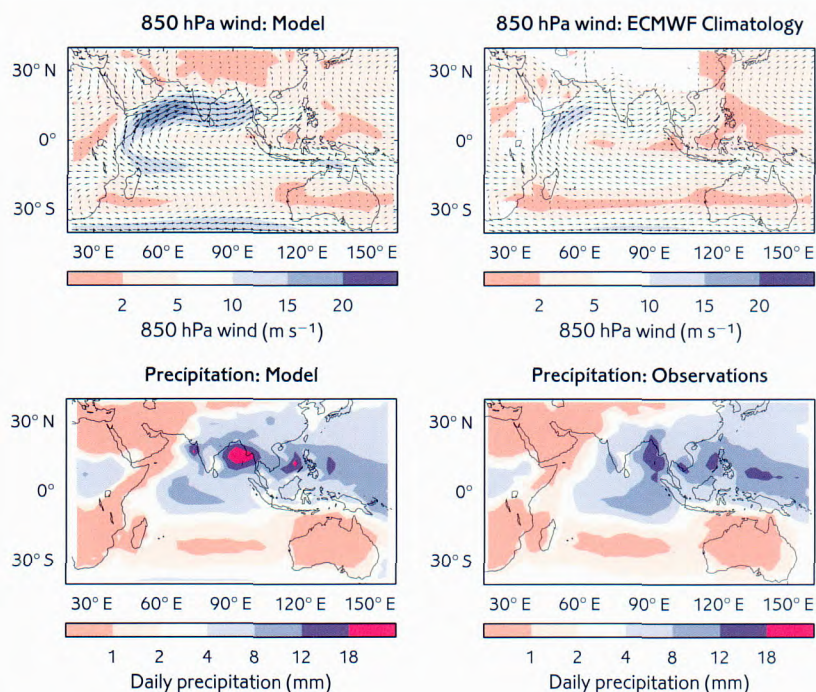 850 hPa wind: Model
850 hPa wind: ECMWF Climatology
30° N
0°
30° S
30° E 60° E 90° E 120° E 150° E
2 5 10 15 20
850 hPa wind (m s⁻¹)
30° N
0°
30° S
30° E 60° E 90° E 120° E 150° E
2 5 10 15 20
850 hPa wind (m s⁻¹)
Precipitation: Model
Precipitation: Observations
30° N
0°
30° S
30° E 60° E 90° E 120° E 150° E
1 2 4 8 12 18
Daily precipitation (mm)
30° N
0°
30° S
30° E 60° E 90° E 120° E 150° E
1 2 4 8 12 18
Daily precipitation (mm)